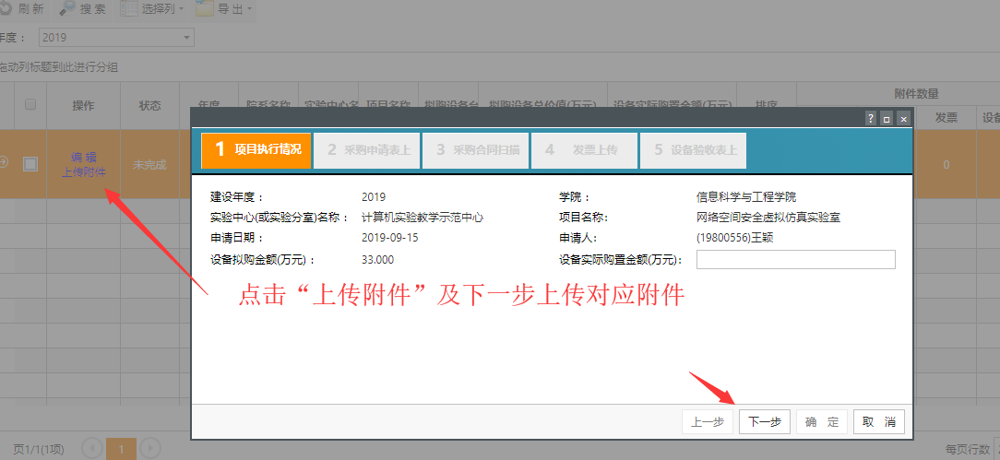 刷 新 搜 索 选择列 导 出
年度： 2019
拖动列标题到此进行分组
附件数量
操作 状态 年度 院系名称 实验中心名 项目名称 拟购设备台 拟购设备总价值(万元) 设备实际购置金额(万元) 排序 发票 设备
编 辑
上传附件
未完成
0
?
1 项目执行情况 2 采购申请表上 3 采购合同扫描 4 发票上传 5 设备验收表上
建设年度： 2019 学院： 信息科学与工程学院
实验中心(或实验分室)名称： 计算机实验教学示范中心 项目名称: 网络空间安全虚拟仿真实验室
申请日期： 2019-09-15 申请人: (19800556)王颖
设备拟购金额(万元)： 33.000 设备实际购置金额(万元):
点击“上传附件”及下一步上传对应附件
上一步 下一步 确 定 取 消
页1/1(1项) 1 每页行数